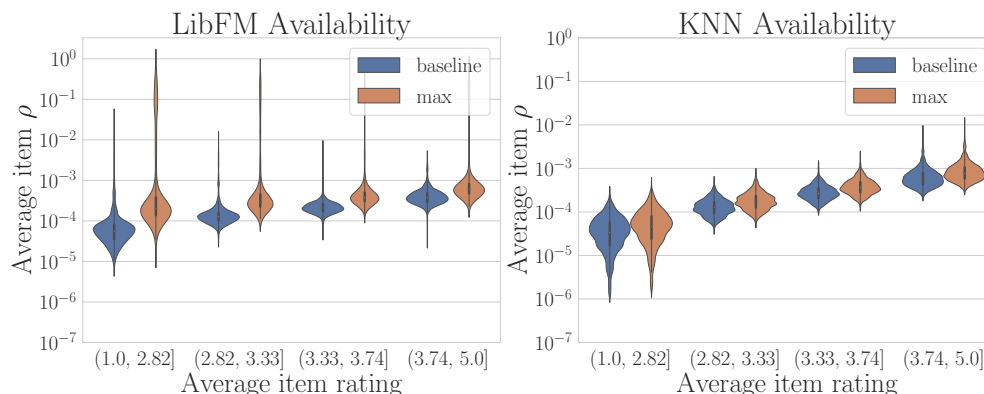 LibFM Availability
Average item ρ
10⁰
10⁻¹
10⁻²
10⁻³
10⁻⁴
10⁻⁵
10⁻⁶
10⁻⁷
baseline
max
(1.0, 2.82]
(2.82, 3.33]
(3.33, 3.74]
(3.74, 5.0]
Average item rating
KNN Availability
Average item ρ
10⁰
10⁻¹
10⁻²
10⁻³
10⁻⁴
10⁻⁵
10⁻⁶
10⁻⁷
baseline
max
(1.0, 2.82]
(2.82, 3.33]
(3.33, 3.74]
(3.74, 5.0]
Average item rating